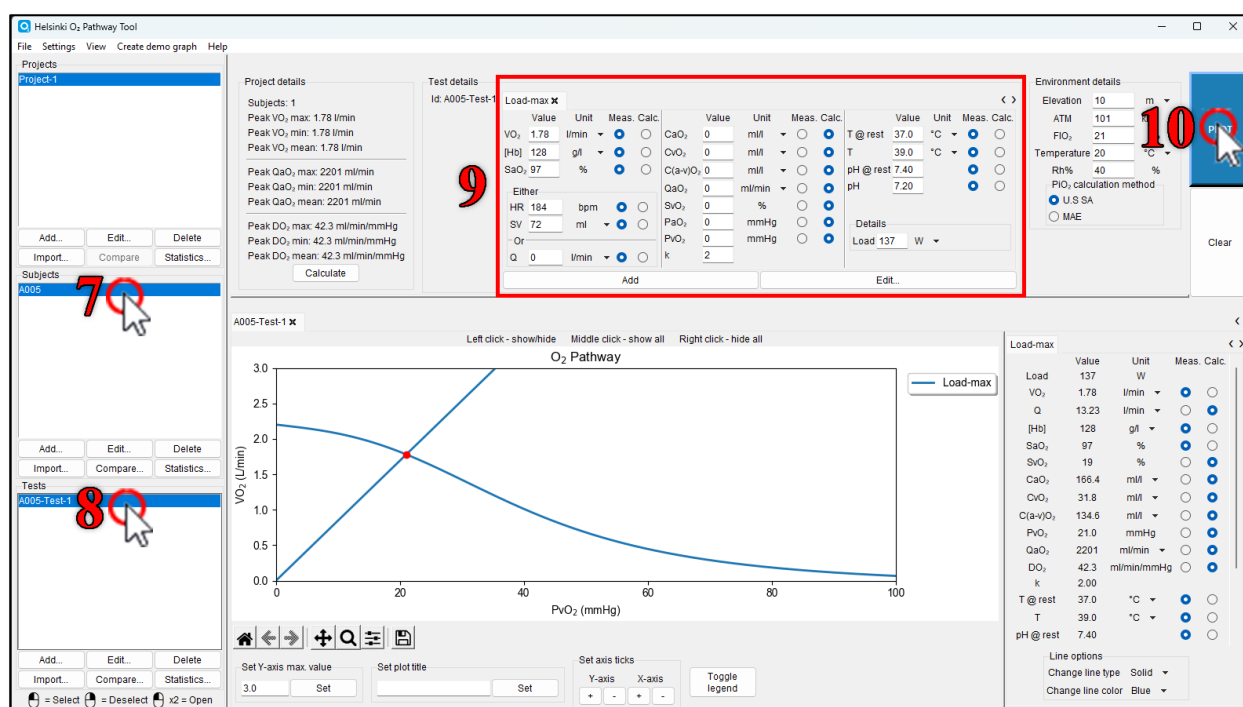 Helsinki O₂ Pathway Tool
File Settings View Create demo graph Help
Projects
Project-1
Add... Edit... Delete
Import... Compare Statistics...
Subjects
A005
7
Add... Edit... Delete
Import... Compare... Statistics...
Tests
A005-Test-1
8
Add... Edit... Delete
Import... Compare... Statistics...
= Select = Deselect x2 = Open
Project details
Subjects: 1
Peak VO₂ max: 1.78 l/min
Peak VO₂ min: 1.78 l/min
Peak VO₂ mean: 1.78 l/min
Peak QaO₂ max: 2201 ml/min
Peak QaO₂ min: 2201 ml/min
Peak QaO₂ mean: 2201 ml/min
Peak DO₂ max: 42.3 ml/min/mmHg
Peak DO₂ min: 42.3 ml/min/mmHg
Peak DO₂ mean: 42.3 ml/min/mmHg
Calculate
Test details
Id: A005-Test-1
9
Load-max
Value Unit Meas. Calc.
VO₂ 1.78 l/min
[Hb] 128 g/l
SaO₂ 97 %
Either
HR 184 bpm
SV 72 ml
Or
Q 0 l/min
Value Unit Meas. Calc.
CaO₂ 0 ml/l
CvO₂ 0 ml/l
C(a-v)O₂ 0 ml/l
QaO₂ 0 ml/min
SvO₂ 0 %
PaO₂ 0 mmHg
PvO₂ 0 mmHg
k 2
Value Unit Meas. Calc.
T @ rest 37.0 °C
T 39.0 °C
pH @ rest 7.40
pH 7.20
Details
Load 137 W
Add Edit...
Environment details
Elevation 10 m
ATM 101
FiO₂ 21
Temperature 20 °C
Rh% 40 %
PiO₂ calculation method
U.S SA
MAE
10
Clear
A005-Test-1
Left click - show/hide Middle click - show all Right click - hide all
O₂ Pathway
3.0
2.5
2.0
1.5
1.0
0.5
0.0
VO₂ (L/min)
0 20 40 60 80 100
PvO₂ (mmHg)
Load-max
Set Y-axis max. value
3.0 Set
Set plot title
Set
Set axis ticks
Y-axis X-axis
+ - + -
Toggle
legend
Load-max
Value Unit Meas. Calc.
Load 137 W
VO₂ 1.78 l/min
Q 13.23 l/min
[Hb] 128 g/l
SaO₂ 97 %
SvO₂ 19 %
CaO₂ 166.4 ml/l
CvO₂ 31.8 ml/l
C(a-v)O₂ 134.6 ml/l
PvO₂ 21.0 mmHg
QaO₂ 2201 ml/min
DO₂ 42.3 ml/min/mmHg
k 2.00
T @ rest 37.0 °C
T 39.0 °C
pH @ rest 7.40
Line options
Change line type Solid
Change line color Blue